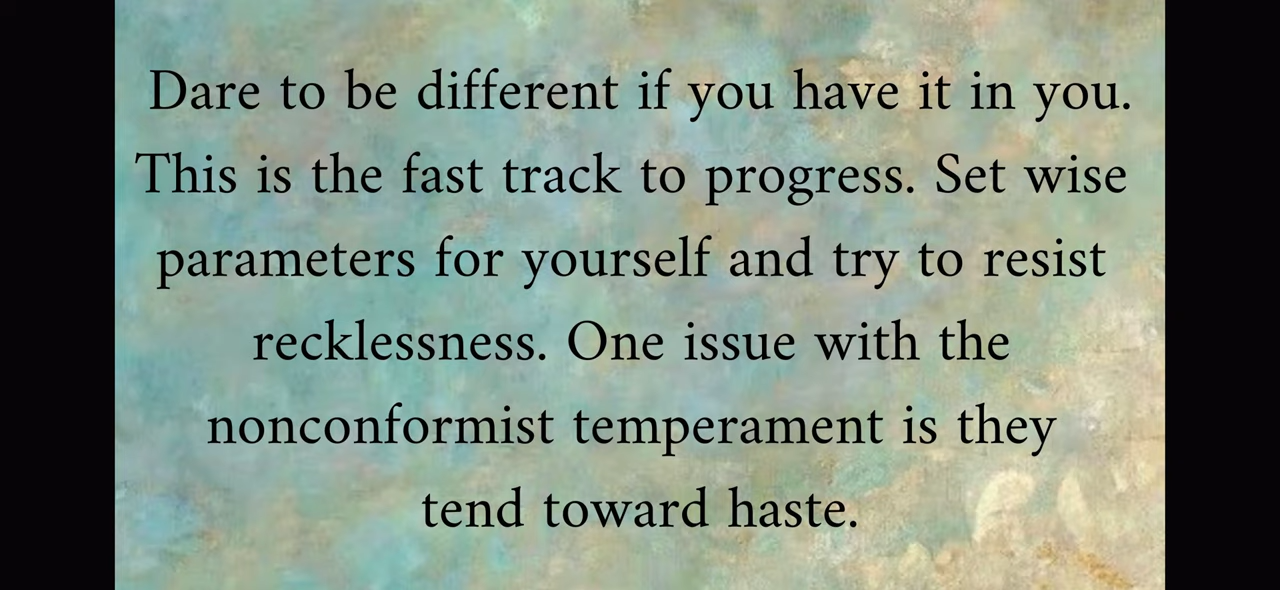 Dare to be different if you have it in you.
This is the fast track to progress. Set wise
parameters for yourself and try to resist
recklessness. One issue with the
nonconformist temperament is they
tend toward haste.